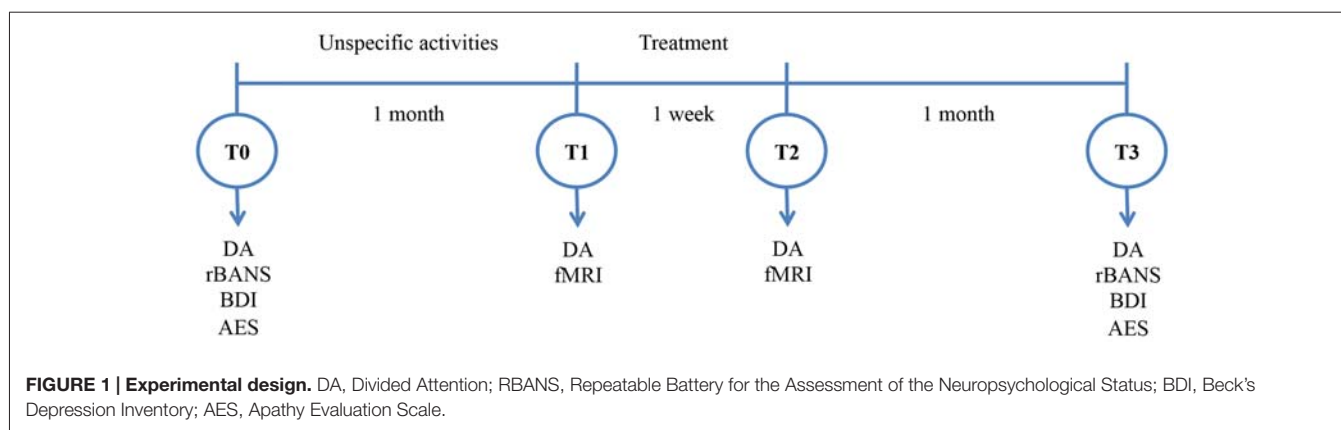 Unspecific activities Treatment
1 month 1 week 1 month
T0 T1 T2 T3
DA DA DA DA
rBANS fMRI fMRI rBANS
BDI BDI
AES AES
FIGURE 1 | Experimental design. DA, Divided Attention; RBANS, Repeatable Battery for the Assessment of the Neuropsychological Status; BDI, Beck's
Depression Inventory; AES, Apathy Evaluation Scale.